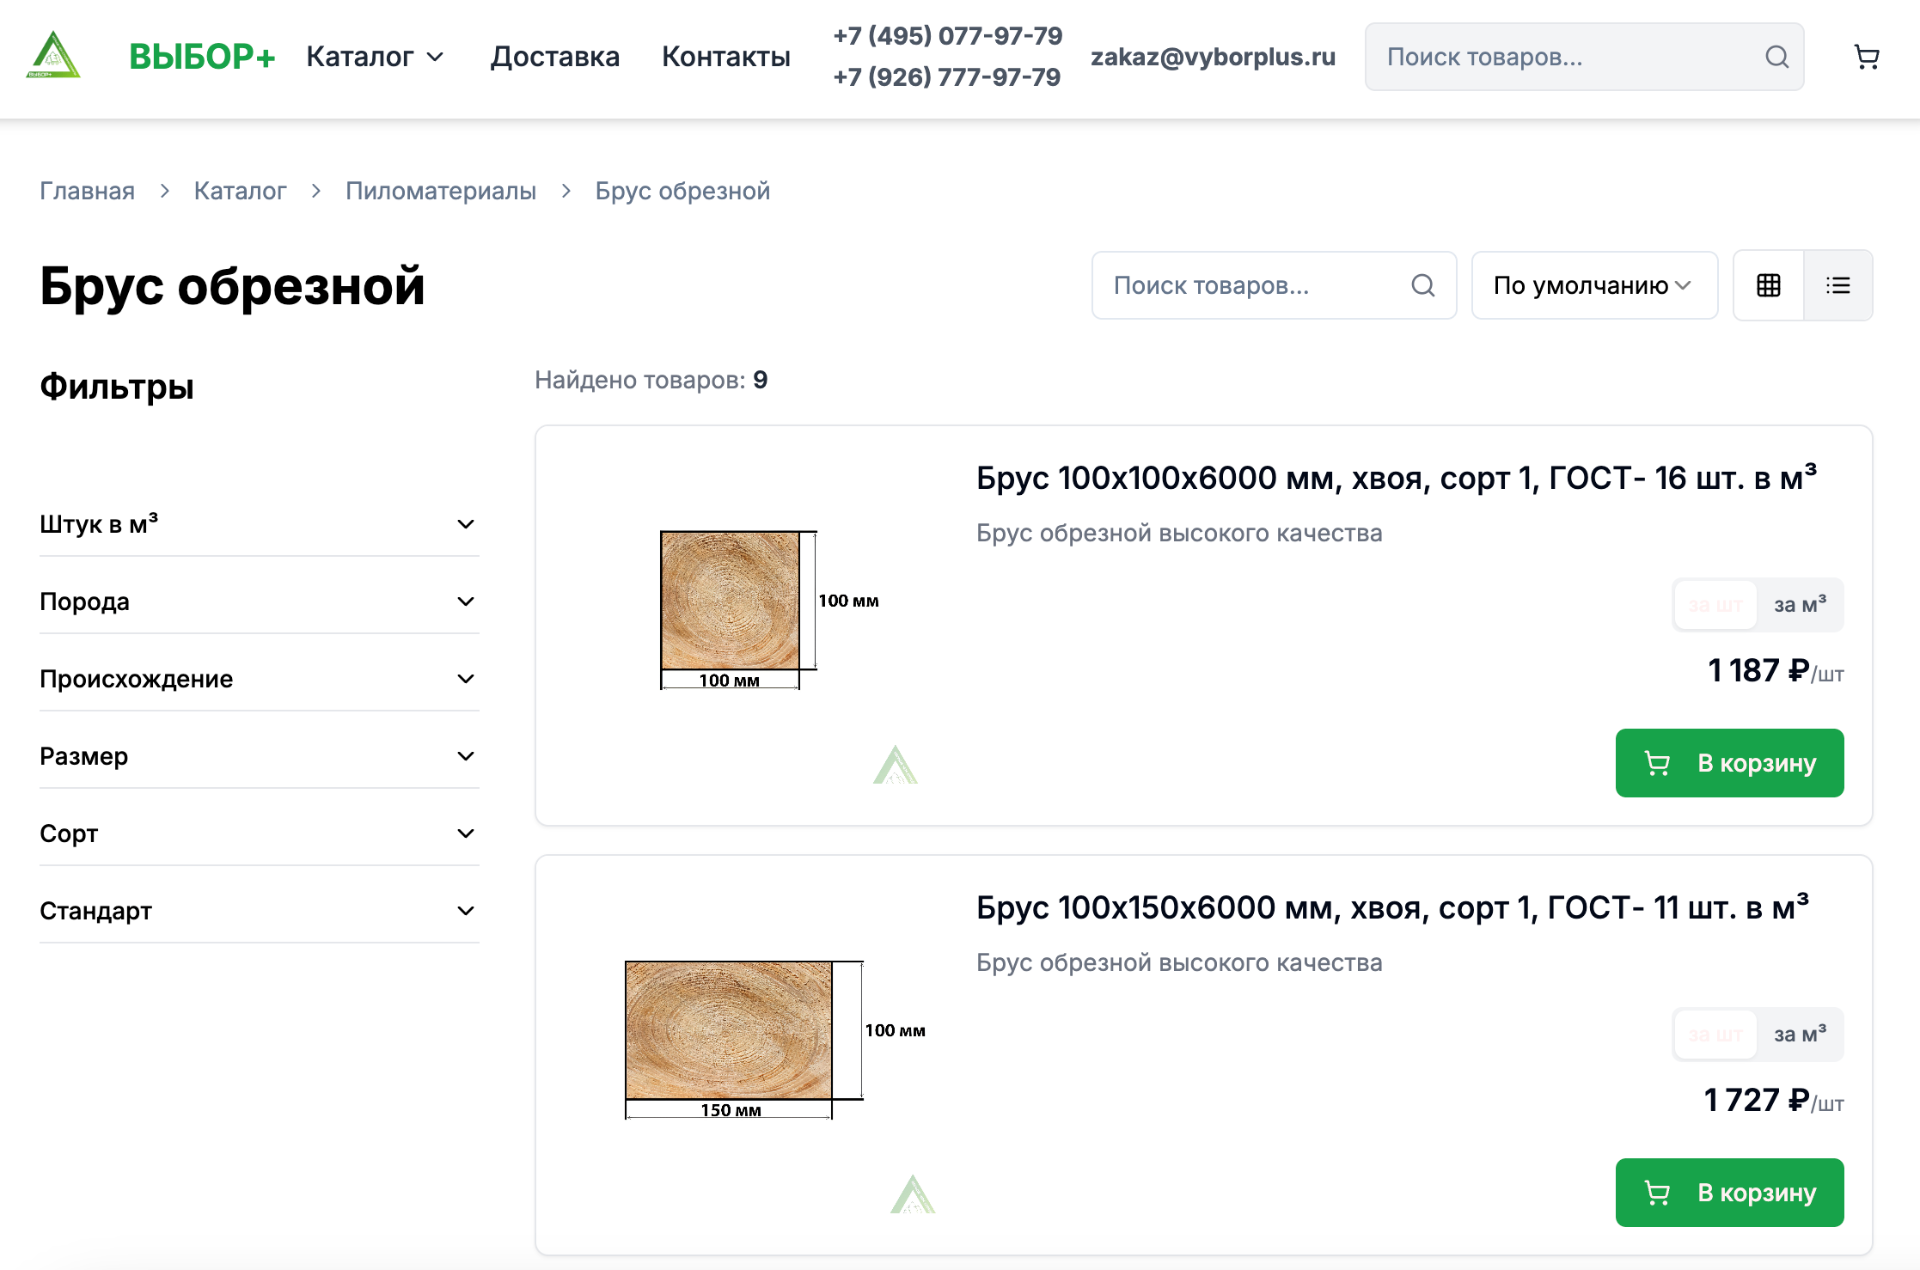 ВЫБОР+
ВЫБОР+
Каталог
Доставка
Контакты
+7 (495) 077-97-79
+7 (926) 777-97-79
zakaz@vyborplus.ru
Поиск товаров...
Главная > Каталог > Пиломатериалы > Брус обрезной
Брус обрезной
Поиск товаров...
По умолчанию
Фильтры
Штук в м³
Порода
Происхождение
Размер
Сорт
Стандарт
Найдено товаров: 9
Брус 100х100х6000 мм, хвоя, сорт 1, ГОСТ- 16 шт. в м³
Брус обрезной высокого качества
100 мм
100 мм
за шт
за м³
1 187 ₽/шт
В корзину
Брус 100х150х6000 мм, хвоя, сорт 1, ГОСТ- 11 шт. в м³
Брус обрезной высокого качества
100 мм
150 мм
за шт
за м³
1 727 ₽/шт
В корзину